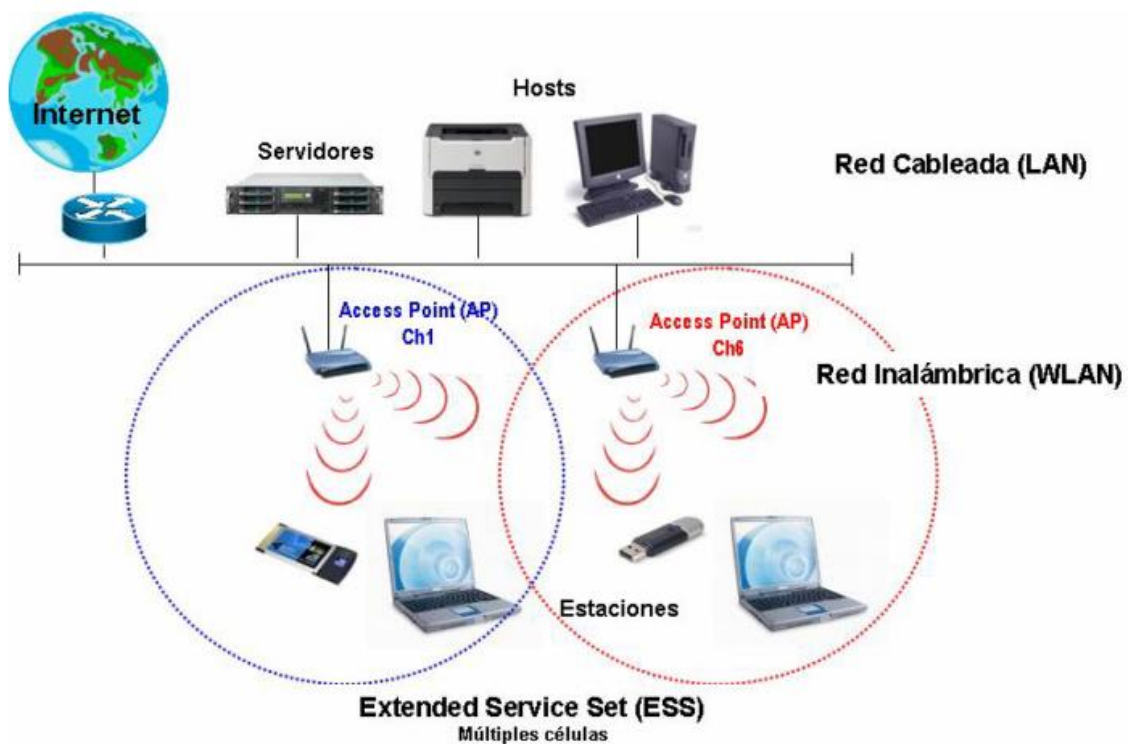 Internet
Hosts
Servidores
Red Cableada (LAN)
Access Point (AP)
Ch1
Access Point (AP)
Ch6
Red Inalámbrica (WLAN)
Estaciones
Extended Service Set (ESS)
Múltiples células